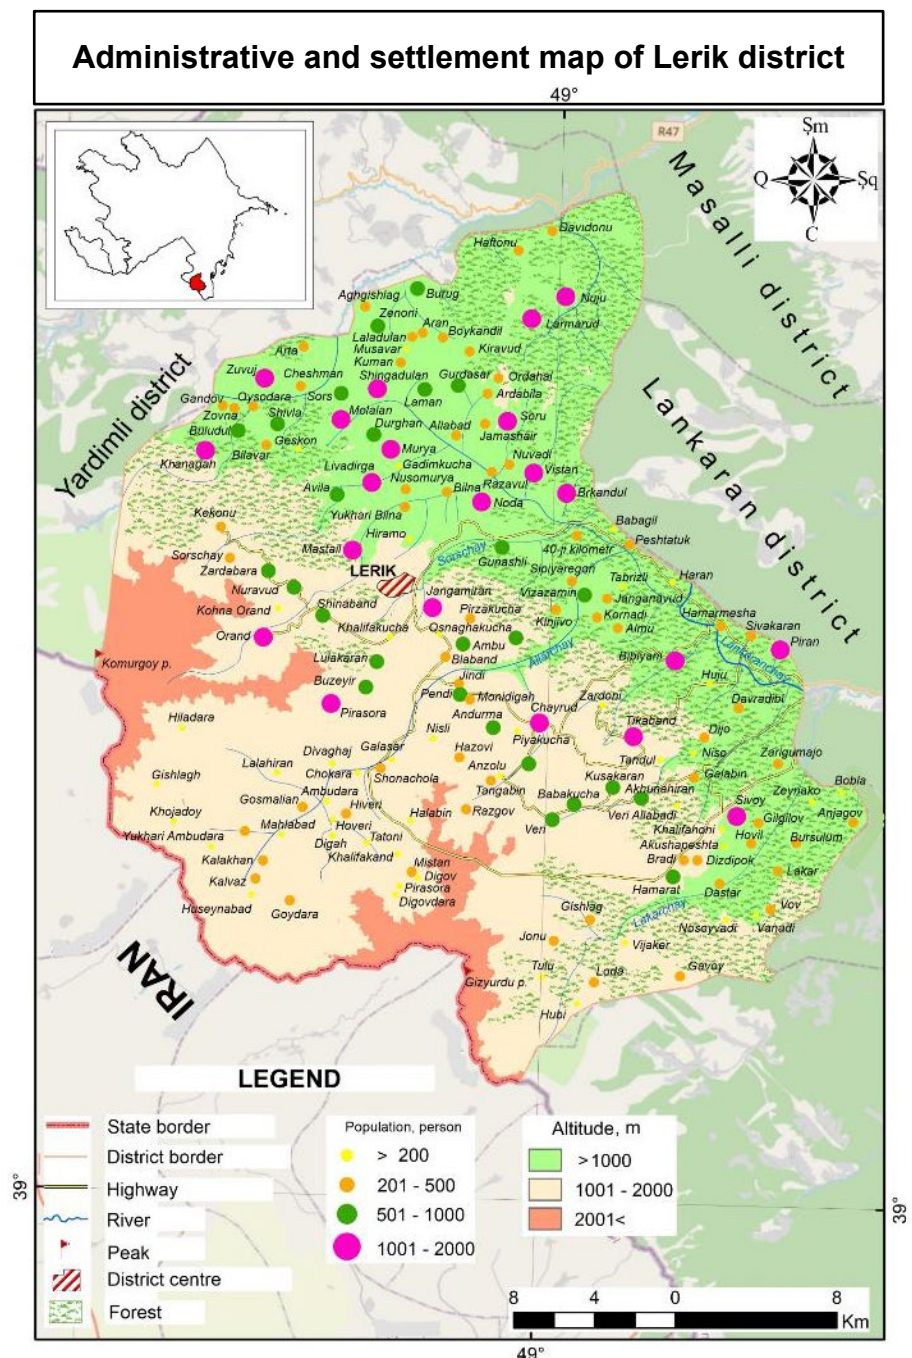 Administrative and settlement map of Lerik district
49°
R47
Şm
Q
Şq
C
Masalli district
Lankaran district
Yardimli district
IRAN
Bavidonu
Haftonu
Nuju
Larmarud
Burug
Aghgishiag
Zenoni
Aran
Laladulan
Boykandil
Musavar
Kiravud
Kuman
Arta
Zuvuj
Cheshman
Shingadulan
Gurdasar
Ordahal
Sors
Laman
Ardabila
Gandov
Oysodara
Zovna
Shivla
Molalan
Durghan
Allabad
Soru
Jamashair
Buludul
Geskon
Bilavar
Khanagah
Murya
Livadirga
Gadimkucha
Nuvadi
Nusomurya
Vistan
Avila
Bilna
Razavul
Brkandul
Yukhari Bilna
Noda
Kekonu
Hiramo
Babagil
Peshtatuk
Mastail
Sorschay
Sorschay
Gunashli
40-ji kilometr
Zardabara
LERIK
Sipiyaregon
Tabrizli
Haran
Nuravud
Jangamiran
Vizazamin
Janganavud
Kohna Orand
Shinaband
Pirzakucha
Kornadi
Hamarmesha
Khalifakucha
Osnaghakucha
Kinjivo
Almu
Sivakaran
Orand
Ambu
Piran
Bibiyani
Lulakaran
Blaband
Komurgoy p.
Jindi
Huju
Buzeyir
Pendi
Monidigah
Zardoni
Davradibi
Pirasora
Andurma
Chayrud
Tikaband
Hiladara
Nisli
Piyakucha
Dijo
Divaghaj
Galasar
Hazovi
Niso
Zarigumajo
Lalahiran
Tandul
Gishlagh
Chokara
Shonachola
Anzolu
Kusakaran
Galabin
Bobla
Ambudara
Tangabin
Akhunahiran
Zeynako
Gosmalian
Hiveri
Babakucha
Sivoy
Khojadoy
Halabin
Razgov
Anjagov
Mahlabad
Hoveri
Veri
Veri Allabadi
Gilgilov
Yukhari Ambudara
Digah
Tatoni
Khalifahoni
Hovil
Bursulum
Khalifakand
Akushapeshta
Kalakhan
Mistan
Bradi
Dizdipok
Kalvaz
Digov
Lakar
Pirasora
Hamarat
Dastar
Huseynabad
Digovdara
Goydara
Gishlag
Lakarchay
Vov
Nosoyvadi
Vanadi
Jonu
Vijaker
Tulu
Gavoy
Gizyurdu p.
Loda
Hubi
LEGEND
State border
District border
Highway
River
Peak
District centre
Forest
Population, person
> 200
201 - 500
501 - 1000
1001 - 2000
Altitude, m
>1000
1001 - 2000
2001<
8 4 0 8
Km
39°
39°
49°